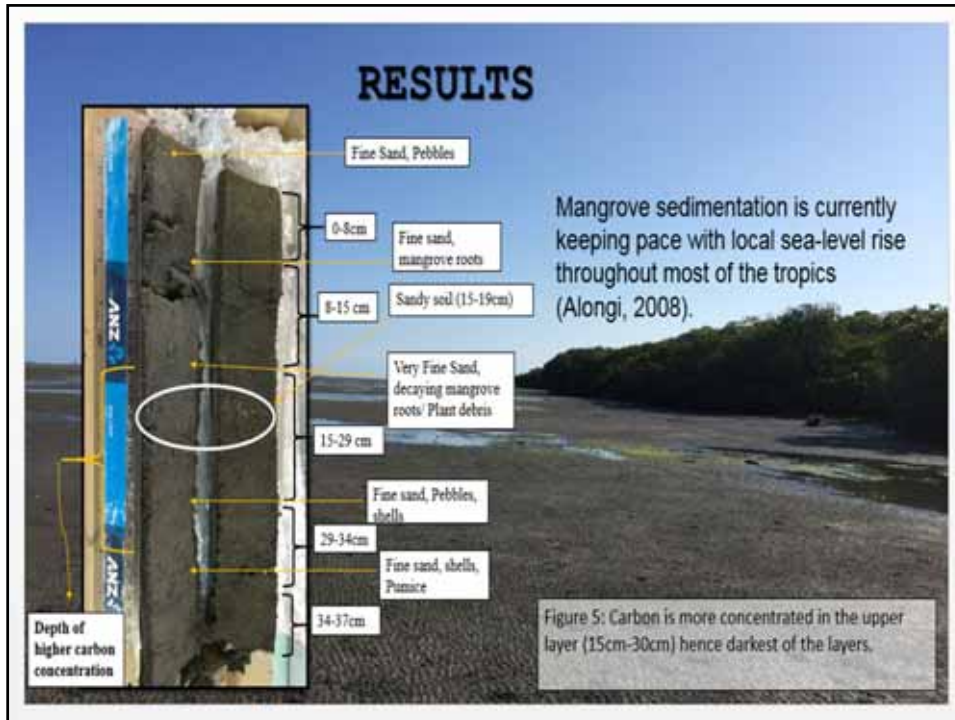 RESULTS
Fine Sand, Pebbles
0-8cm
Fine sand,
mangrove roots
Sandy soil (15-19cm)
8-15 cm
Very Fine Sand,
decaying mangrove
roots/ Plant debris
15-29 cm
Fine sand, Pebbles,
shells
29-34cm
Fine sand, shells,
Pumice
34-37cm
ANZ
ANZ
Depth of
higher carbon
concentration
Mangrove sedimentation is currently
keeping pace with local sea-level rise
throughout most of the tropics
(Alongi, 2008).
Figure 5: Carbon is more concentrated in the upper
layer (15cm-30cm) hence darkest of the layers.